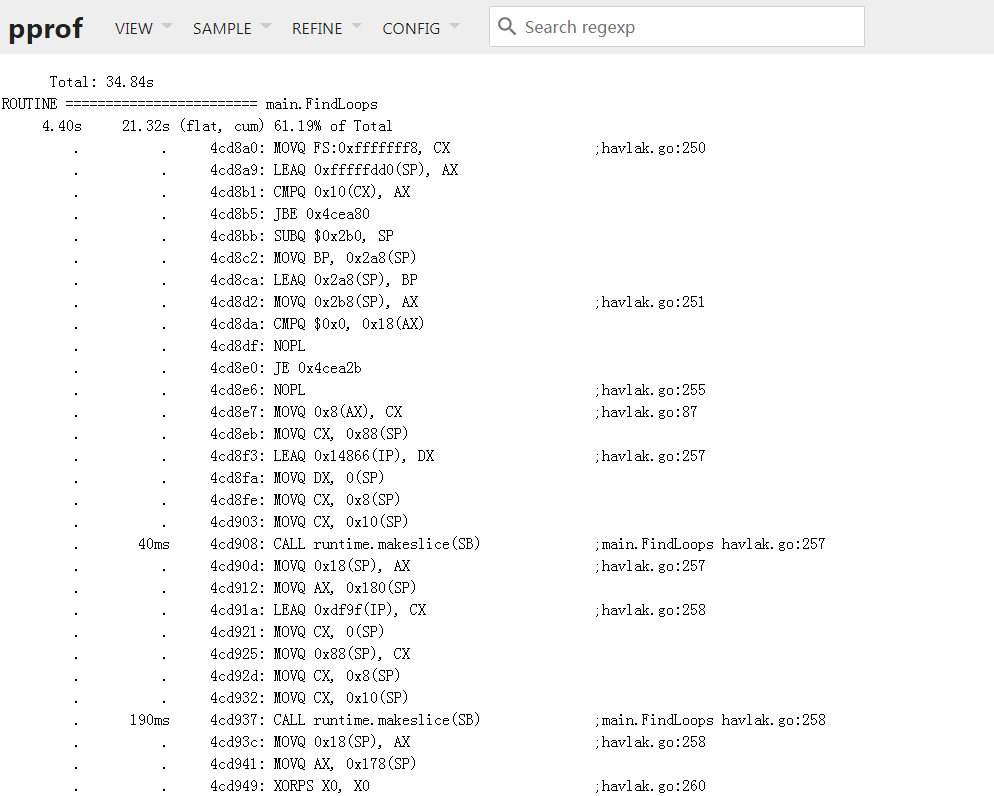 pprof VIEW SAMPLE REFINE CONFIG Search regexp
Total: 34.84s
ROUTINE ======================== main.FindLoops
4.40s 21.32s (flat, cum) 61.19% of Total
. . 4cd8a0: MOVQ FS:0xfffffff8, CX ;havlak.go:250
. . 4cd8a9: LEAQ 0xfffffdd0(SP), AX
. . 4cd8b1: CMPQ 0x10(CX), AX
. . 4cd8b5: JBE 0x4cea80
. . 4cd8bb: SUBQ $0x2b0, SP
. . 4cd8c2: MOVQ BP, 0x2a8(SP)
. . 4cd8ca: LEAQ 0x2a8(SP), BP
. . 4cd8d2: MOVQ 0x2b8(SP), AX ;havlak.go:251
. . 4cd8da: CMPQ $0x0, 0x18(AX)
. . 4cd8df: NOPL
. . 4cd8e0: JE 0x4cea2b
. . 4cd8e6: NOPL ;havlak.go:255
. . 4cd8e7: MOVQ 0x8(AX), CX ;havlak.go:87
. . 4cd8eb: MOVQ CX, 0x88(SP)
. . 4cd8f3: LEAQ 0x14866(IP), DX ;havlak.go:257
. . 4cd8fa: MOVQ DX, 0(SP)
. . 4cd8fe: MOVQ CX, 0x8(SP)
. . 4cd903: MOVQ CX, 0x10(SP)
. 40ms 4cd908: CALL runtime.makeslice(SB) ;main.FindLoops havlak.go:257
. . 4cd90d: MOVQ 0x18(SP), AX ;havlak.go:257
. . 4cd912: MOVQ AX, 0x180(SP)
. . 4cd91a: LEAQ 0xdf9f(IP), CX ;havlak.go:258
. . 4cd921: MOVQ CX, 0(SP)
. . 4cd925: MOVQ 0x88(SP), CX
. . 4cd92d: MOVQ CX, 0x8(SP)
. . 4cd932: MOVQ CX, 0x10(SP)
. 190ms 4cd937: CALL runtime.makeslice(SB) ;main.FindLoops havlak.go:258
. . 4cd93c: MOVQ 0x18(SP), AX ;havlak.go:258
. . 4cd941: MOVQ AX, 0x178(SP)
. . 4cd949: XORPS X0, X0 ;havlak.go:260